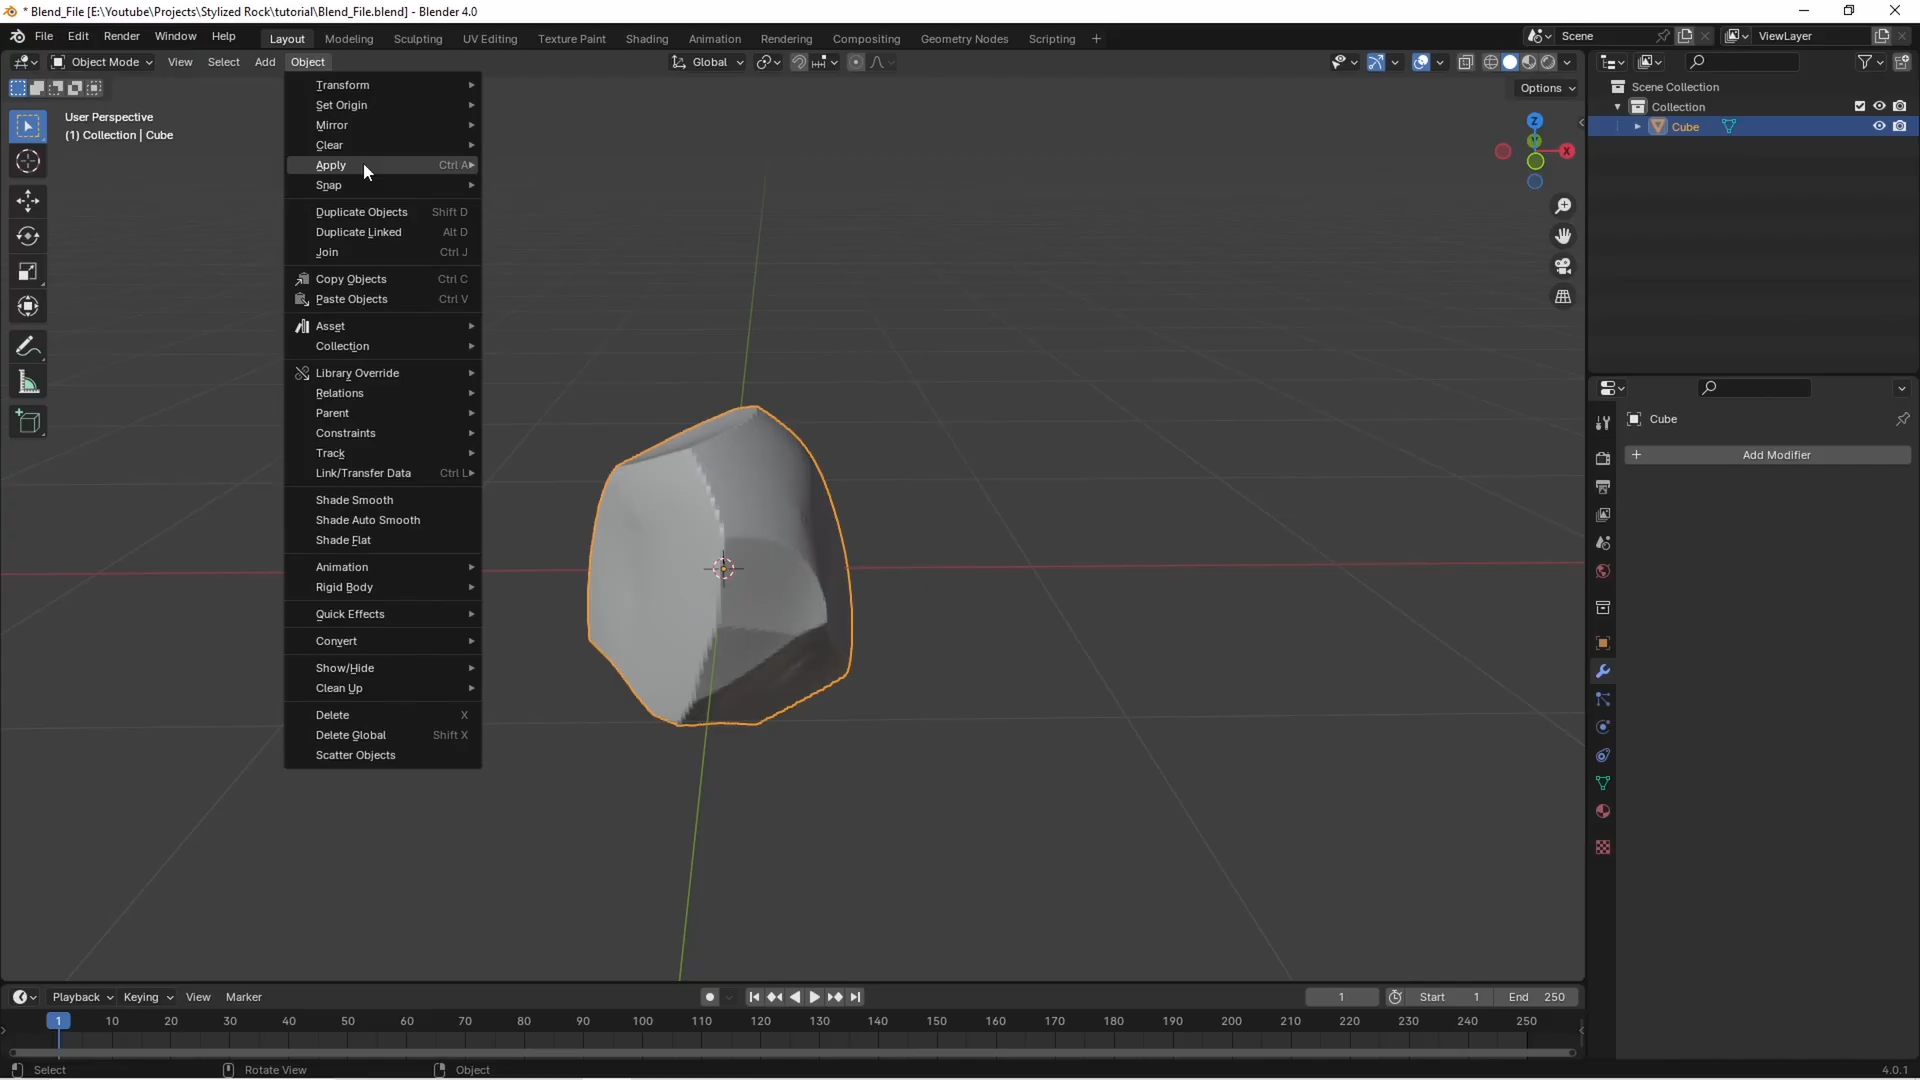 * Blend_File [E:\Youtube\Projects\Stylized Rock\tutorial\Blend_File.blend] - Blender 4.0
File Edit Render Window Help
Layout Modeling Sculpting UV Editing Texture Paint Shading Animation Rendering Compositing Geometry Nodes Scripting +
Scene
ViewLayer
Object Mode View Select Add Object
Global
Options
User Perspective
(1) Collection | Cube
Transform
Set Origin
Mirror
Clear
Apply Ctrl A
Snap
Duplicate Objects Shift D
Duplicate Linked Alt D
Join Ctrl J
Copy Objects Ctrl C
Paste Objects Ctrl V
Asset
Collection
Library Override
Relations
Parent
Constraints
Track
Link/Transfer Data Ctrl L
Shade Smooth
Shade Auto Smooth
Shade Flat
Animation
Rigid Body
Quick Effects
Convert
Show/Hide
Clean Up
Delete X
Delete Global Shift X
Scatter Objects
Z
Y
X
Scene Collection
Collection
Cube
Cube
+ Add Modifier
Playback Keying View Marker
1
Start 1
End 250
1 10 20 30 40 50 60 70 80 90 100 110 120 130 140 150 160 170 180 190 200 210 220 230 240 250
Select
Rotate View
Object
4.0.1